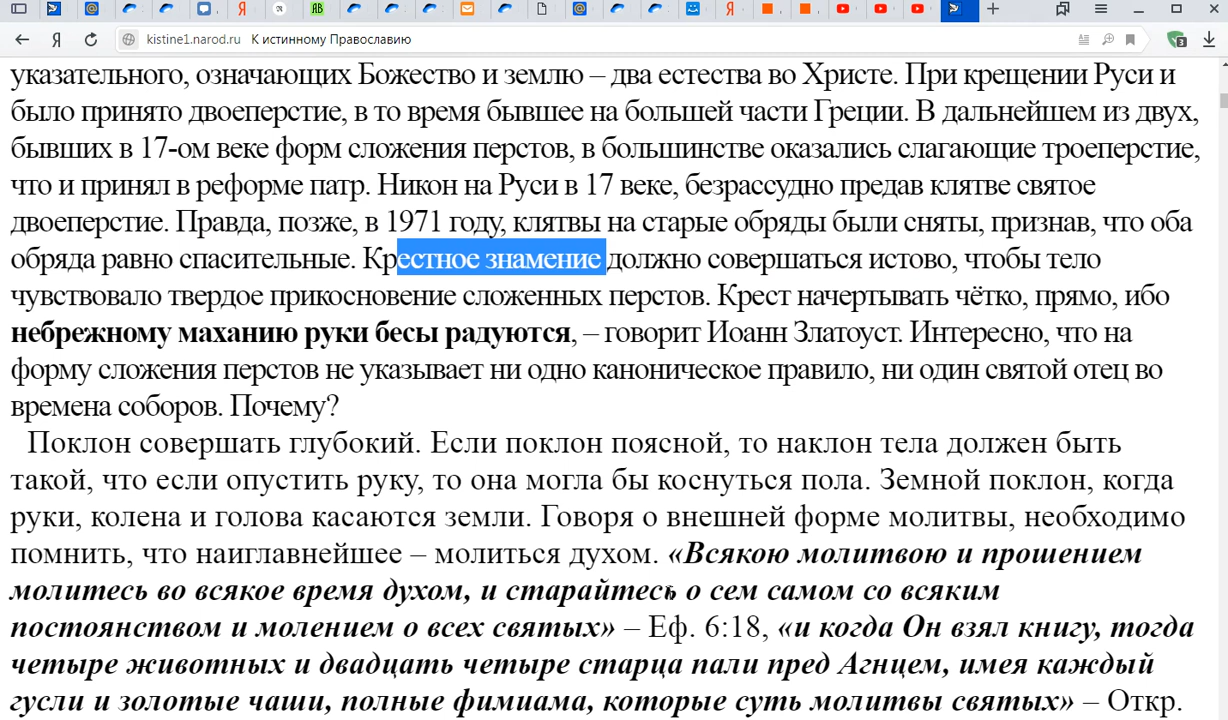 kistine1.narod.ru К истинному Православию
3
указательного, означающих Божество и землю – два естества во Христе. При крещении Руси и
было принято двоеперстие, в то время бывшее на большей части Греции. В дальнейшем из двух,
бывших в 17-ом веке форм сложения перстов, в большинстве оказались слагающие троеперстие,
что и принял в реформе патр. Никон на Руси в 17 веке, безрассудно предав клятве святое
двоеперстие. Правда, позже, в 1971 году, клятвы на старые обряды были сняты, признав, что оба
обряда равно спасительные. Крестное знамение должно совершаться истово, чтобы тело
чувствовало твердое прикосновение сложенных перстов. Крест начертывать чётко, прямо, ибо
небрежному маханию руки бесы радуются, – говорит Иоанн Златоуст. Интересно, что на
форму сложения перстов не указывает ни одно каноническое правило, ни один святой отец во
времена соборов. Почему?
Поклон совершать глубокий. Если поклон поясной, то наклон тела должен быть
такой, что если опустить руку, то она могла бы коснуться пола. Земной поклон, когда
руки, колена и голова касаются земли. Говоря о внешней форме молитвы, необходимо
помнить, что наиглавнейшее – молиться духом. «Всякою молитвою и прошением
молитесь во всякое время духом, и старайтесь о сем самом со всяким
постоянством и молением о всех святых» – Еф. 6:18, «и когда Он взял книгу, тогда
четыре животных и двадцать четыре старца пали пред Агнцем, имея каждый
гусли и золотые чаши, полные фимиама, которые суть молитвы святых» – Откр.